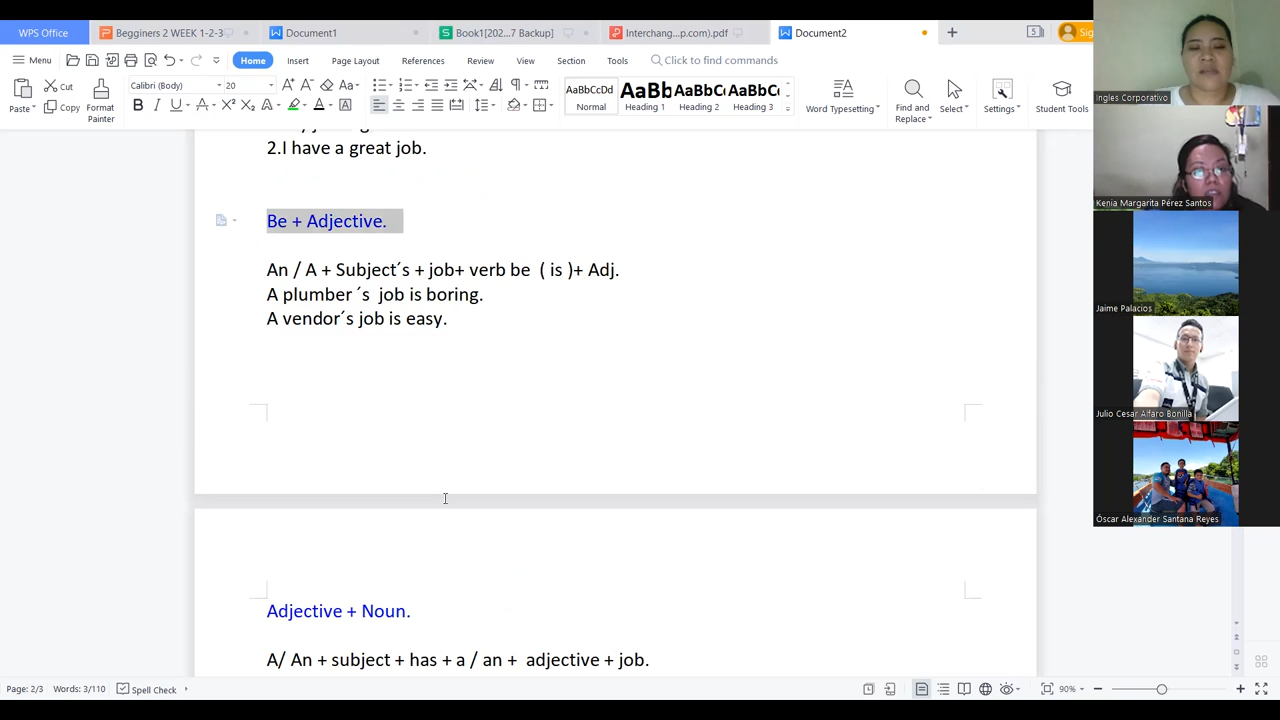 WPS Office
Begginers 2 WEEK 1-2-3
Document1
Book1[202...7 Backup]
Interchang...p.com).pdf
Document2
Menu
Home
Insert
Page Layout
References
Review
View
Section
Tools
Click to find commands
Paste
Cut
Copy
Format Painter
Calibri (Body)
20
AaBbCcDd
Normal
AaBb
Heading 1
AaBbCc
Heading 2
AaBbCc
Heading 3
Word Typesetting
Find and Replace
Select
Settings
Student Tools
2.I have a great job.
Be + Adjective.
An / A + Subject´s + job+ verb be ( is )+ Adj.
A plumber ´s job is boring.
A vendor´s job is easy.
Adjective + Noun.
A/ An + subject + has + a / an + adjective + job.
Page: 2/3
Words: 3/110
Spell Check
90%
Ingles Corporativo
Kenia Margarita Pérez Santos
Jaime Palacios
Julio Cesar Alfaro Bonilla
Óscar Alexander Santana Reyes